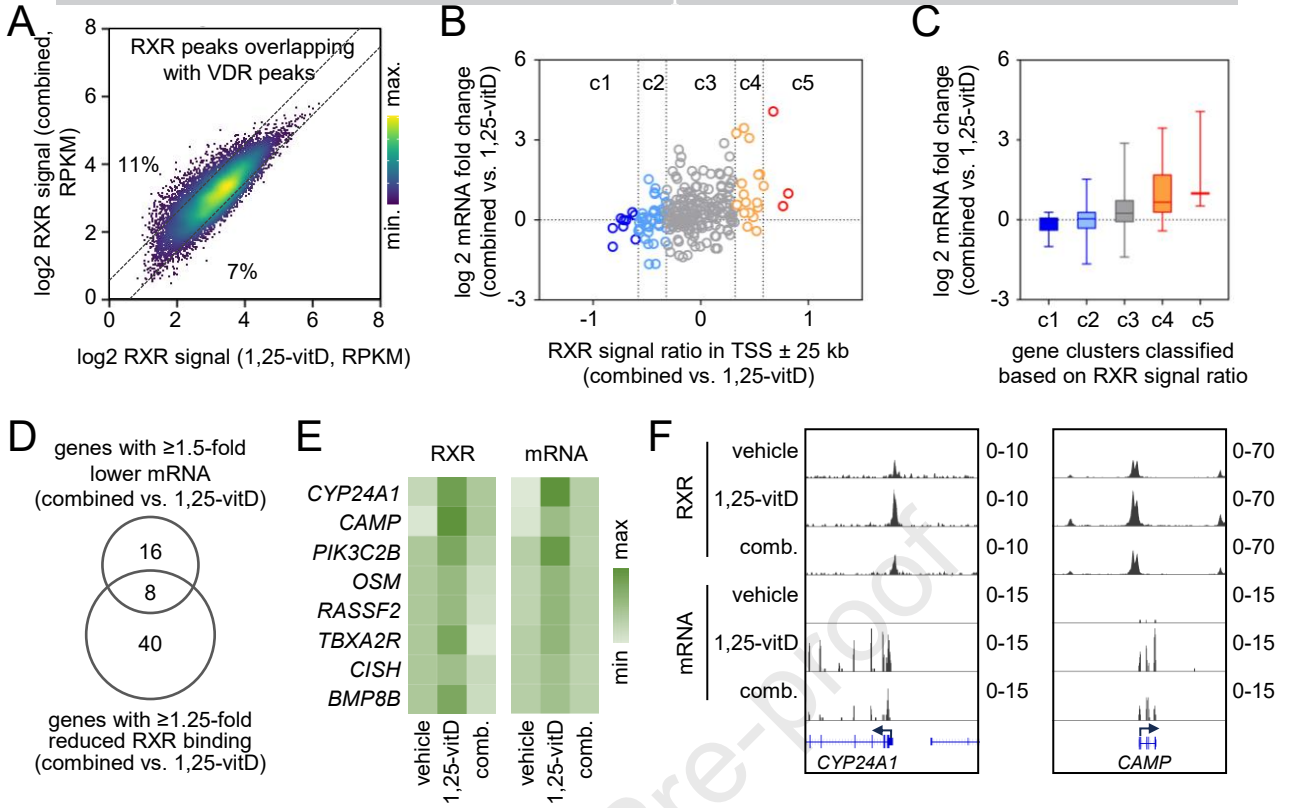 A
RXR peaks overlapping
with VDR peaks
log2 RXR signal (combined,
RPKM)
8
6
4
2
0
11%
7%
0
2
4
6
8
log2 RXR signal (1,25-vitD, RPKM)
max.
min.
B
log 2 mRNA fold change
(combined vs. 1,25-vitD)
6
3
0
-3
c1
c2
c3
c4
c5
-1
0
1
RXR signal ratio in TSS ± 25 kb
(combined vs. 1,25-vitD)
C
log 2 mRNA fold change
(combined vs. 1,25-vitD)
6
3
0
-3
c1
c2
c3
c4
c5
gene clusters classified
based on RXR signal ratio
D
genes with ≥1.5-fold
lower mRNA
(combined vs. 1,25-vitD)
16
8
40
genes with ≥1.25-fold
reduced RXR binding
(combined vs. 1,25-vitD)
E
RXR
mRNA
CYP24A1
CAMP
PIK3C2B
OSM
RASSF2
TBXA2R
CISH
BMP8B
vehicle
1,25-vitD
comb.
vehicle
1,25-vitD
comb.
max
min
F
RXR
vehicle
1,25-vitD
comb.
mRNA
vehicle
1,25-vitD
comb.
0-10
0-10
0-10
0-15
0-15
0-15
CYP24A1
0-70
0-70
0-70
0-15
0-15
0-15
CAMP
re-proof